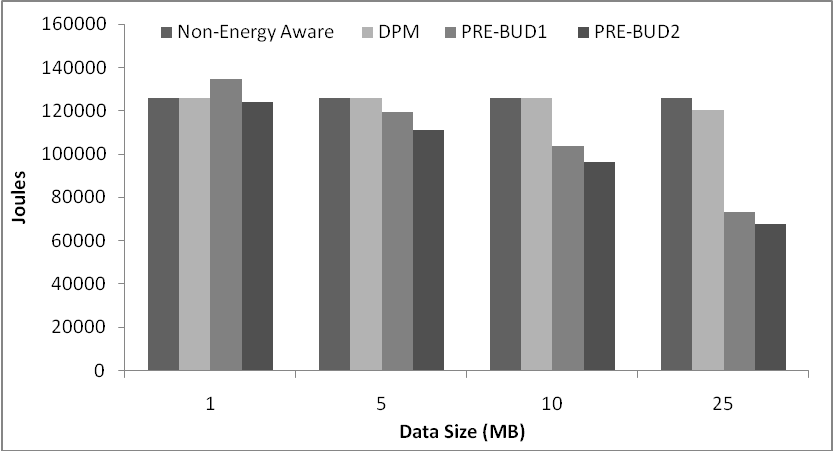 160000
140000
120000
100000
80000
60000
40000
20000
0
Joules
Non-Energy Aware DPM PRE-BUD1 PRE-BUD2
1 5 10 25
Data Size (MB)